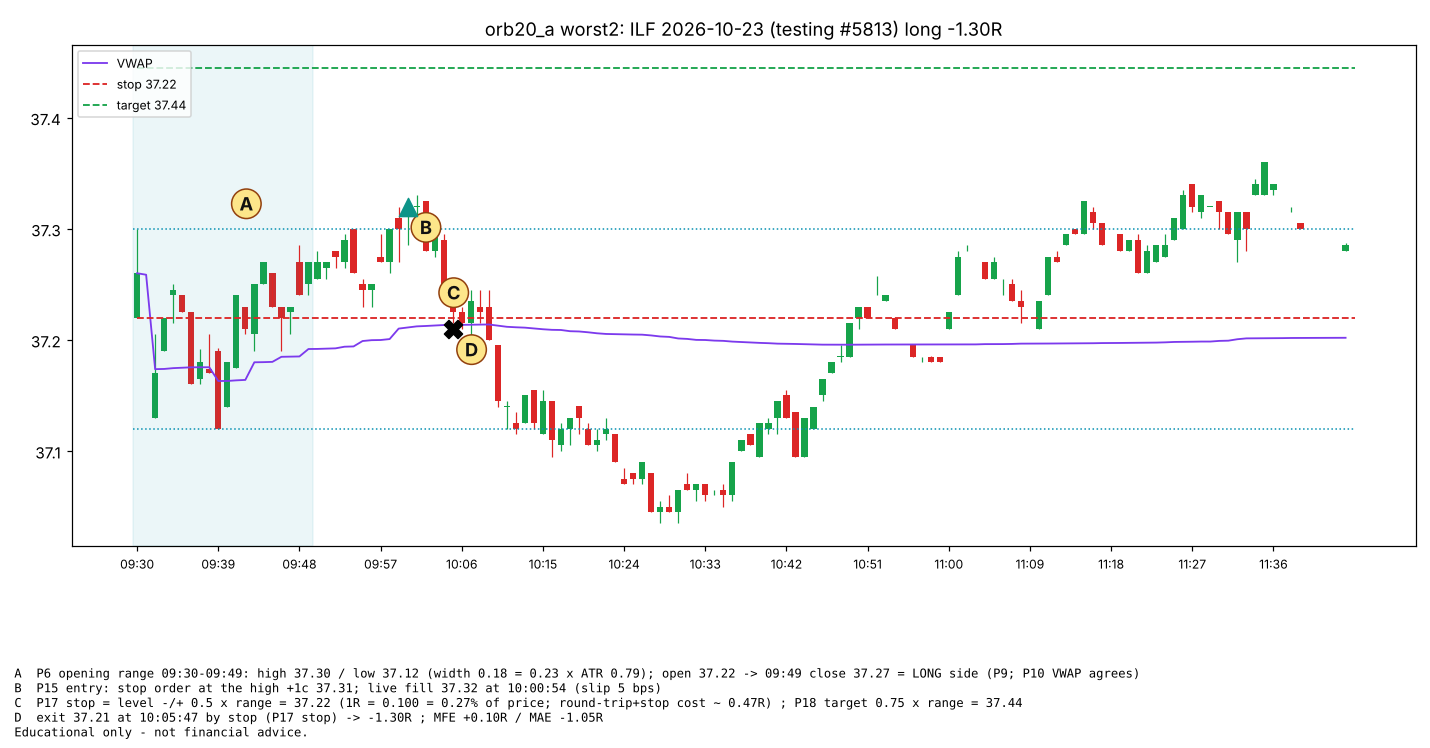 orb20_a worst2: ILF 2026-10-23 (testing #5813) long -1.30R
VWAP
stop 37.22
target 37.44
37.4
37.3
37.2
37.1
A
B
C
D
09:30 09:39 09:48 09:57 10:06 10:15 10:24 10:33 10:42 10:51 11:00 11:09 11:18 11:27 11:36
A P6 opening range 09:30-09:49: high 37.30 / low 37.12 (width 0.18 = 0.23 x ATR 0.79); open 37.22 -> 09:49 close 37.27 = LONG side (P9; P10 VWAP agrees)
B P15 entry: stop order at the high +1c 37.31; live fill 37.32 at 10:00:54 (slip 5 bps)
C P17 stop = level -/+ 0.5 x range = 37.22 (1R = 0.100 = 0.27% of price; round-trip+stop cost ~ 0.47R) ; P18 target 0.75 x range = 37.44
D exit 37.21 at 10:05:47 by stop (P17 stop) -> -1.30R ; MFE +0.10R / MAE -1.05R
Educational only - not financial advice.